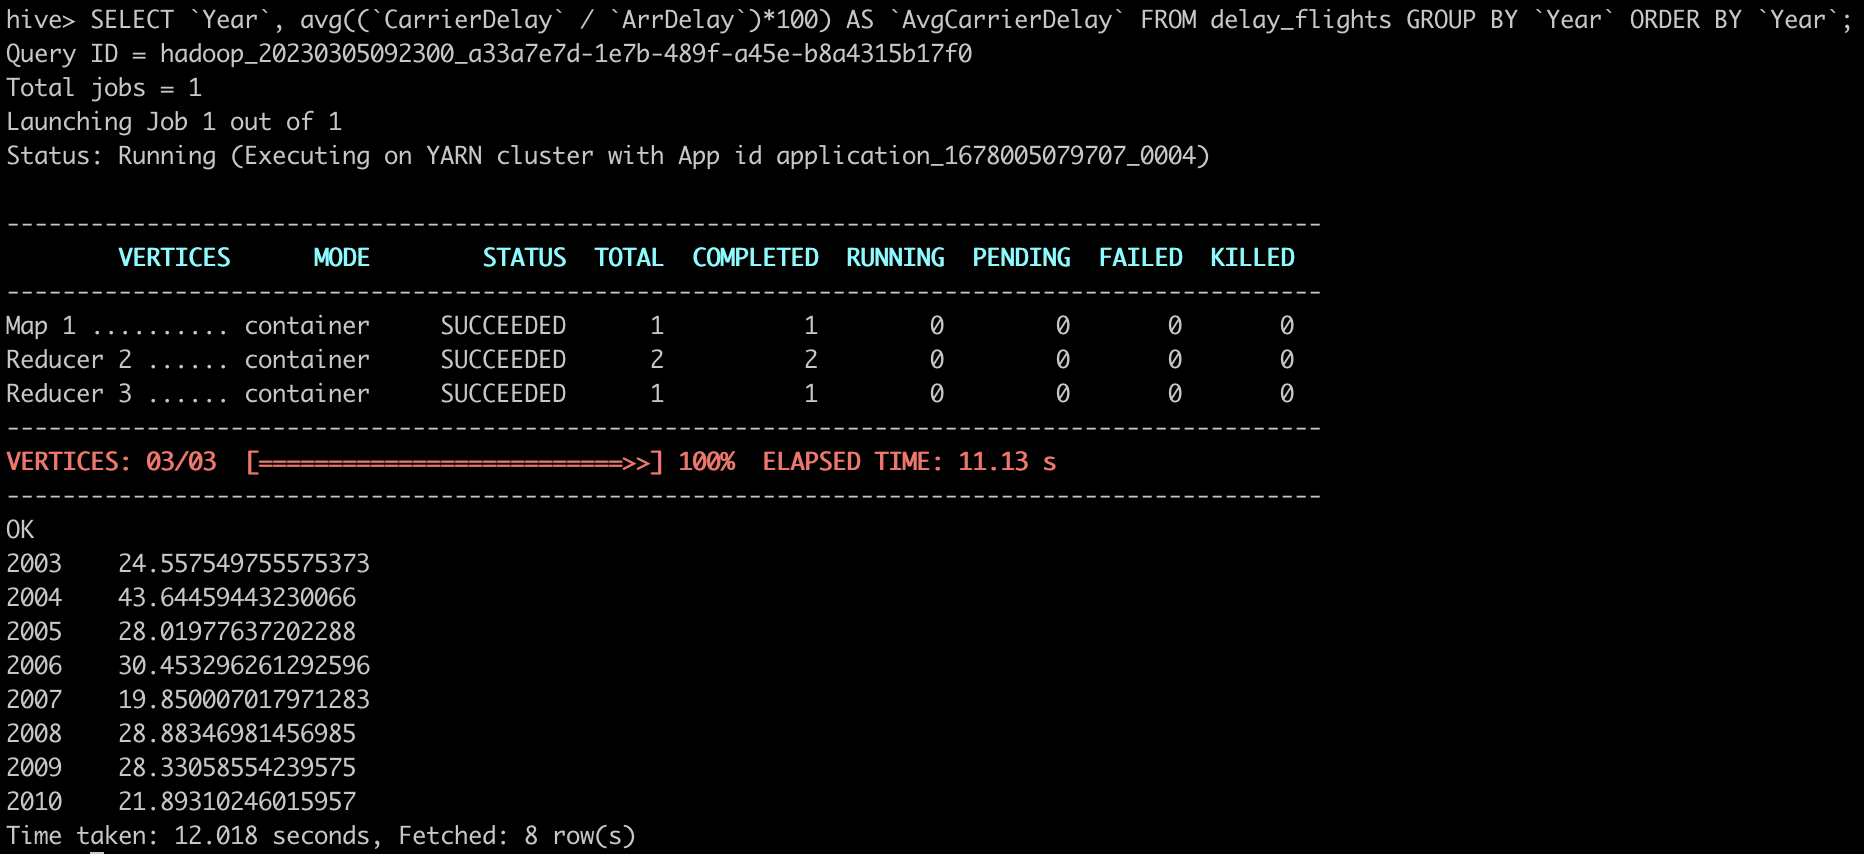 hive> SELECT `Year`, avg((`CarrierDelay` / `ArrDelay`)*100) AS `AvgCarrierDelay` FROM delay_flights GROUP BY `Year` ORDER BY `Year`;
Query ID = hadoop_20230305092300_a33a7e7d-1e7b-489f-a45e-b8a4315b17f0
Total jobs = 1
Launching Job 1 out of 1
Status: Running (Executing on YARN cluster with App id application_1678005079707_0004)
----------------------------------------------------------------------------------------------
        VERTICES      MODE        STATUS  TOTAL  COMPLETED  RUNNING  PENDING  FAILED  KILLED
----------------------------------------------------------------------------------------------
Map 1 .......... container     SUCCEEDED      1          1        0        0       0       0
Reducer 2 ...... container     SUCCEEDED      2          2        0        0       0       0
Reducer 3 ...... container     SUCCEEDED      1          1        0        0       0       0
----------------------------------------------------------------------------------------------
VERTICES: 03/03  [==========================>>] 100%  ELAPSED TIME: 11.13 s
----------------------------------------------------------------------------------------------
OK
2003    24.557549755575373
2004    43.64459443230066
2005    28.01977637202288
2006    30.453296261292596
2007    19.850007017971283
2008    28.88346981456985
2009    28.33058554239575
2010    21.89310246015957
Time taken: 12.018 seconds, Fetched: 8 row(s)